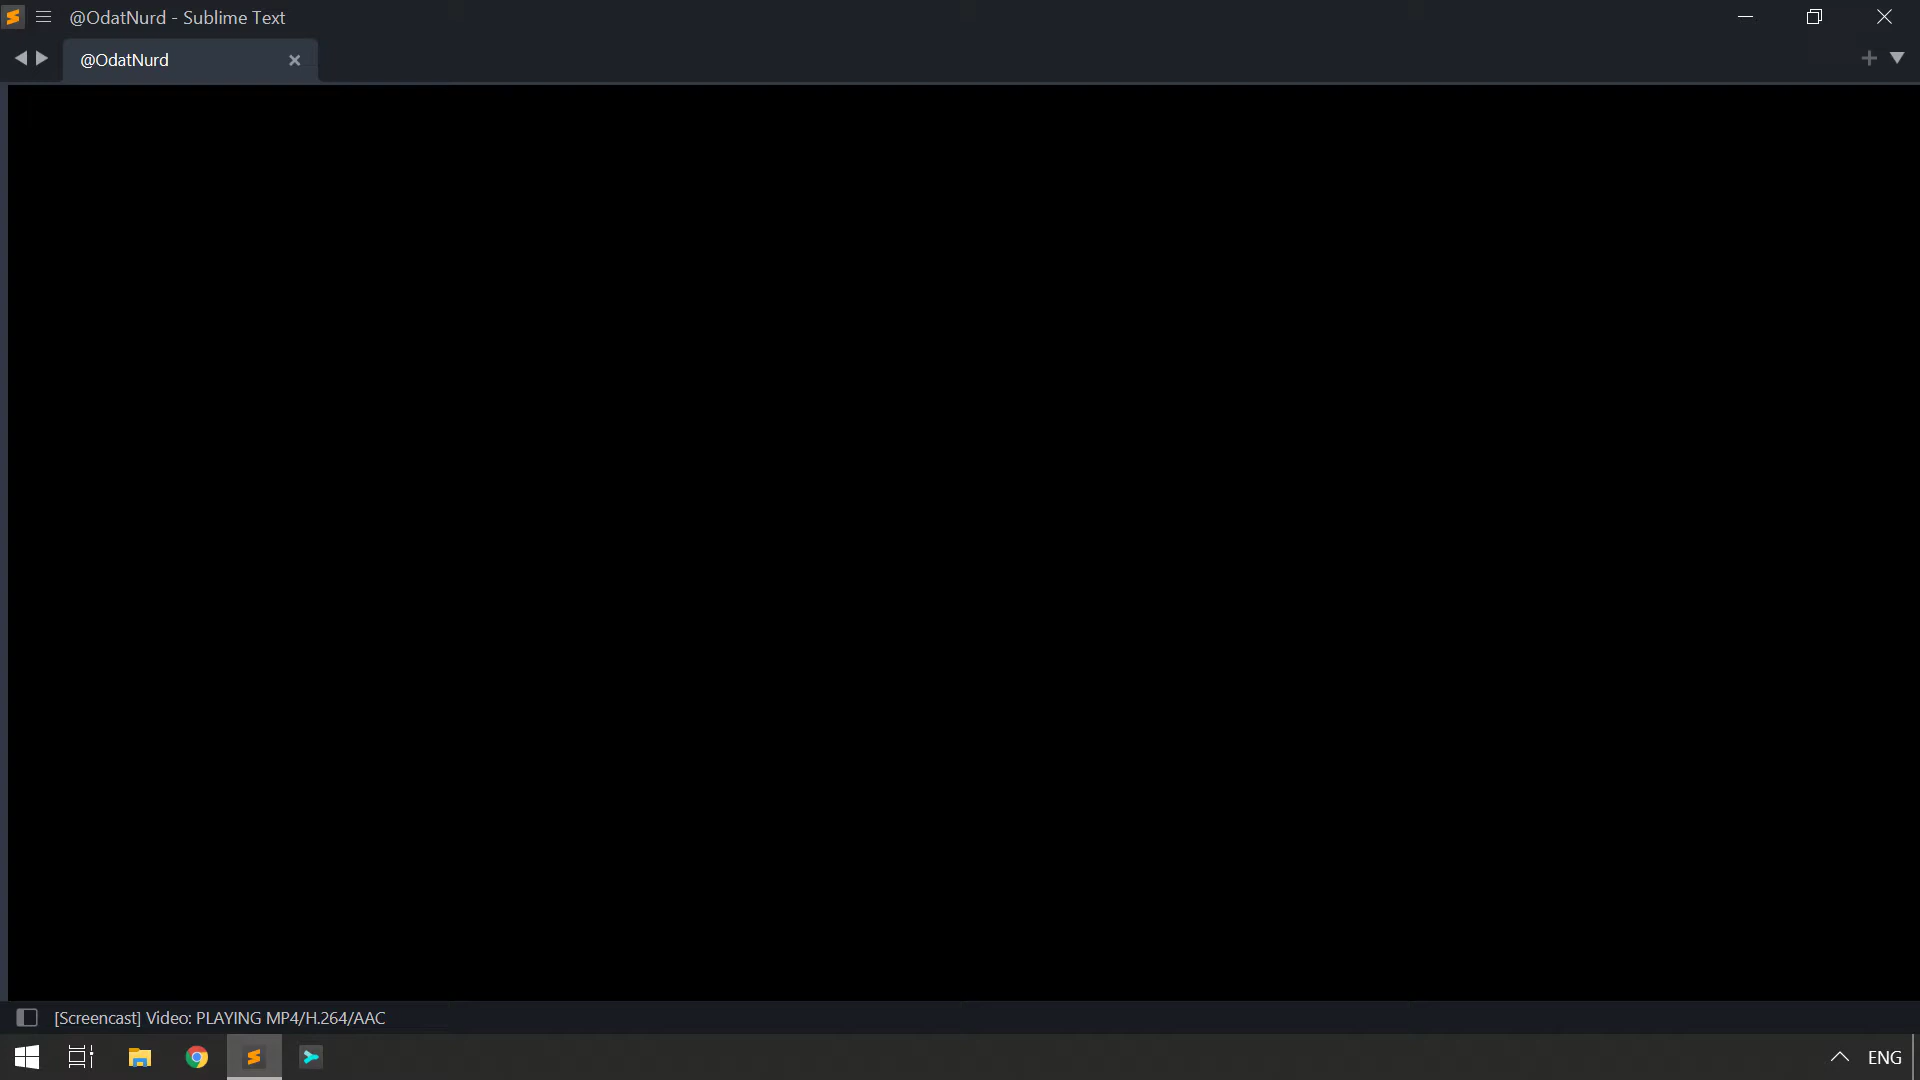 @OdatNurd - Sublime Text
@OdatNurd
[Screencast] Video: PLAYING MP4/H.264/AAC
ENG